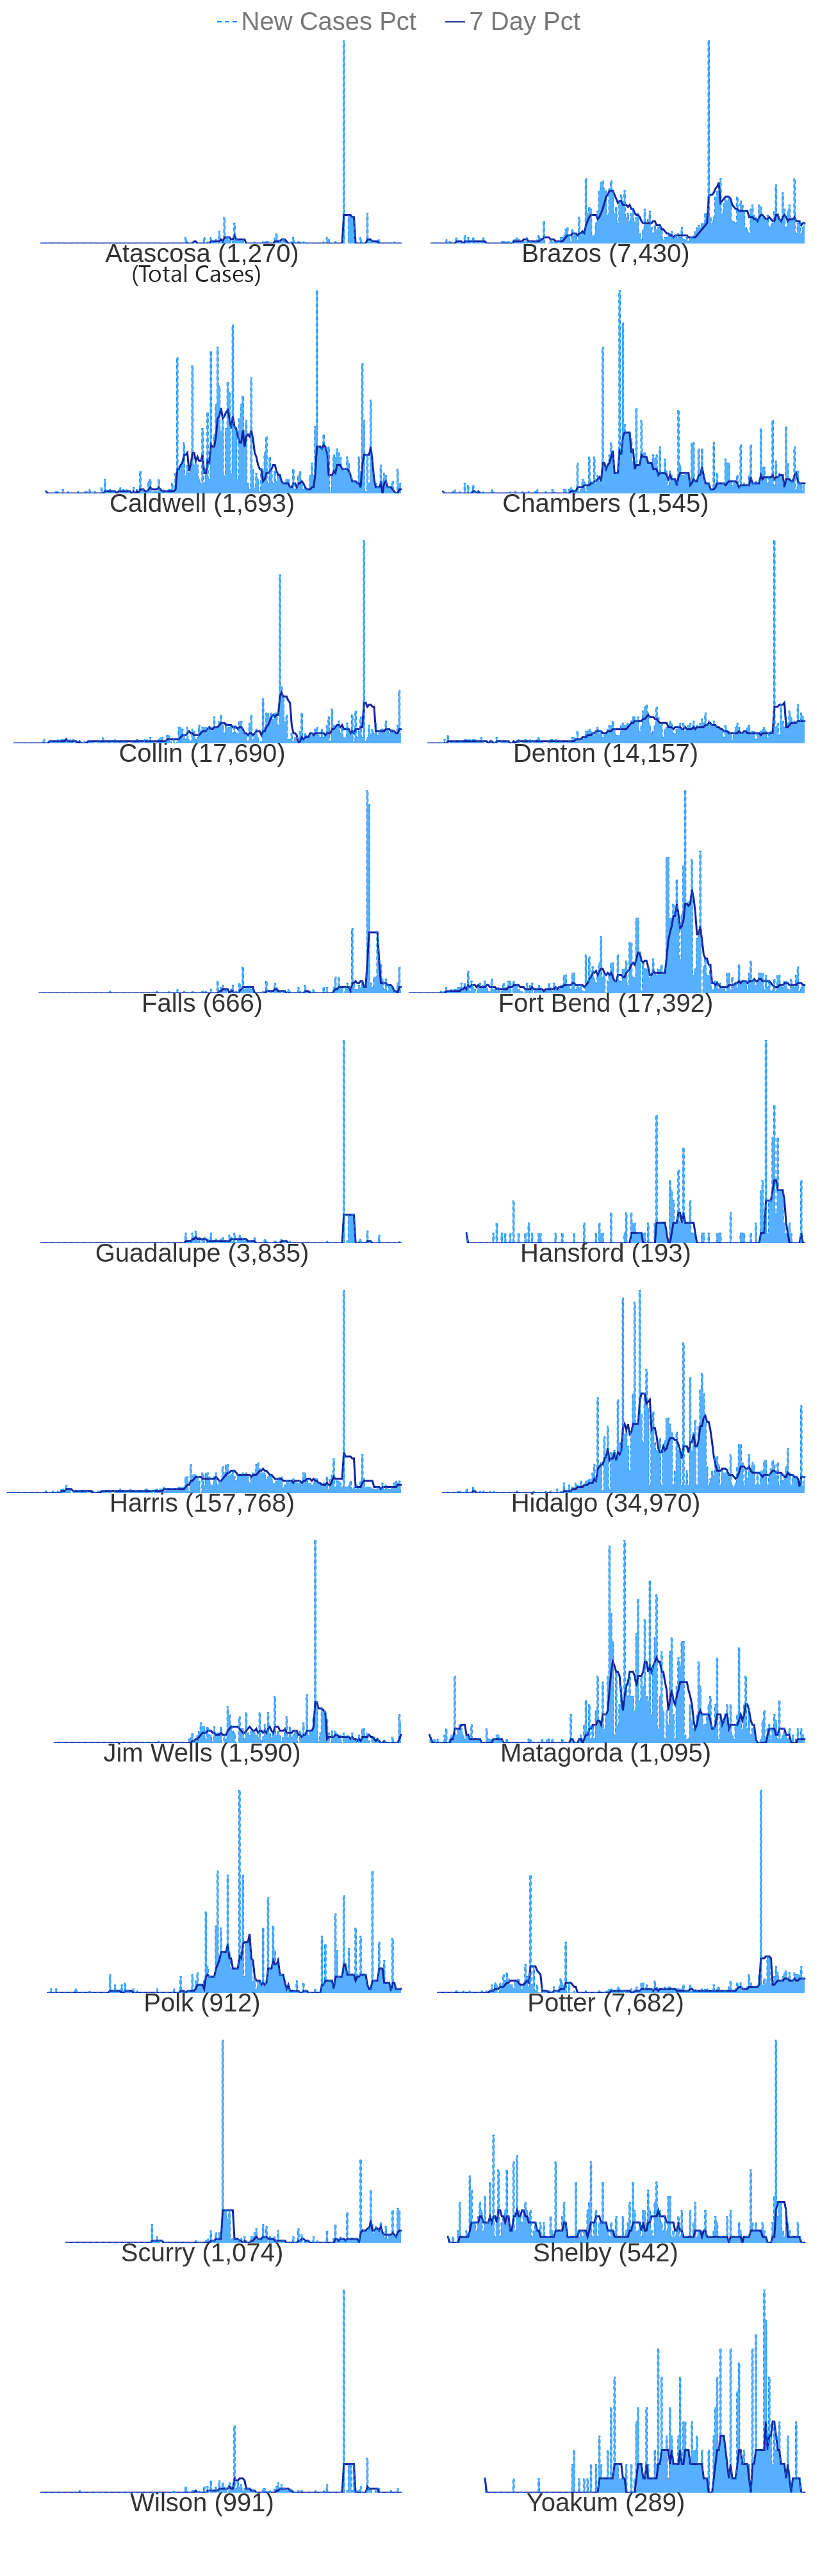 New Cases Pct 7 Day Pct
Atascosa (1,270) Brazos (7,430)
(Total Cases)
Caldwell (1,693) Chambers (1,545)
Collin (17,690) Denton (14,157)
Falls (666) Fort Bend (17,392)
Guadalupe (3,835) Hansford (193)
Harris (157,768) Hidalgo (34,970)
Jim Wells (1,590) Matagorda (1,095)
Polk (912) Potter (7,682)
Scurry (1,074) Shelby (542)
Wilson (991) Yoakum (289)